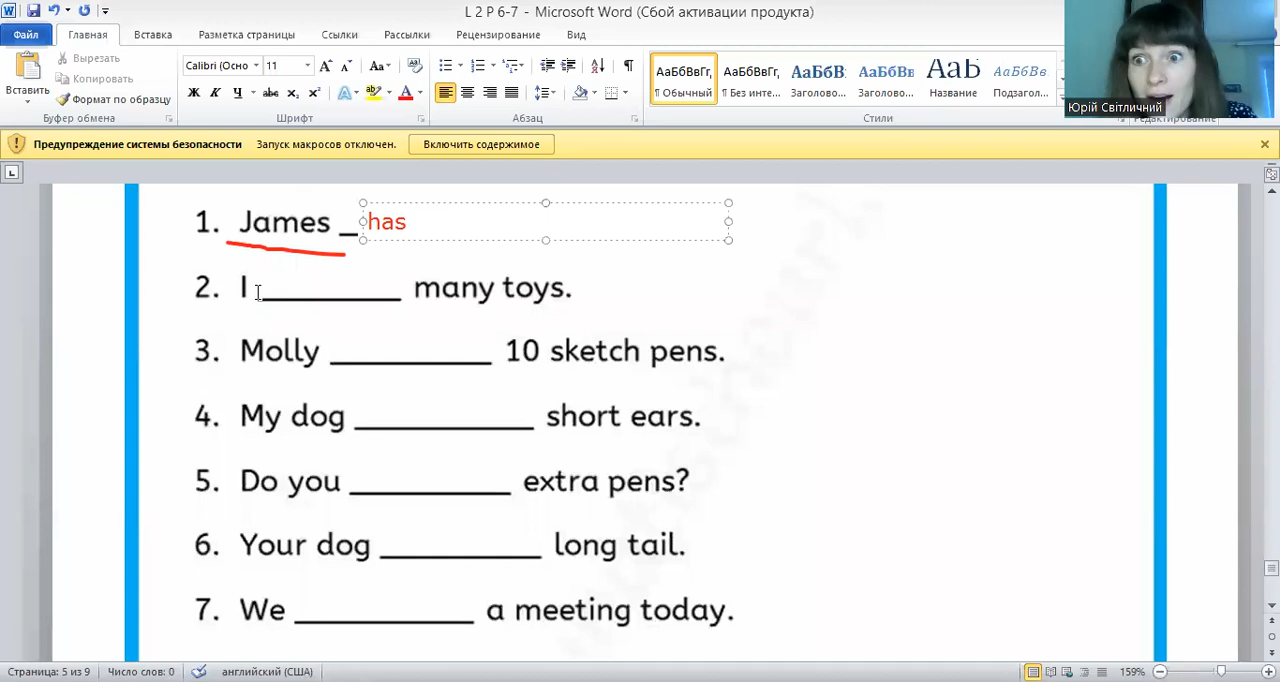 L 2 P 6-7 - Microsoft Word (Сбой активации продукта)
Файл Главная Вставка Разметка страницы Ссылки Рассылки Рецензирование Вид
Вставить
Вырезать
Копировать
Формат по образцу
Буфер обмена
Calibri (Осно 11
Ж К Ч
Шрифт
Абзац
АаБбВвГг, АаБбВвГг, АаБбВ АаБбВв АаБ АаБбВв
¶ Обычный ¶ Без инте... Заголово... Заголово... Название Подзагол...
Стили
Редактирование
Юрій Світличний
Предупреждение системы безопасности Запуск макросов отключен. Включить содержимое
1. James _ has
2. I __________ many toys.
3. Molly __________ 10 sketch pens.
4. My dog __________ short ears.
5. Do you __________ extra pens?
6. Your dog __________ long tail.
7. We __________ a meeting today.
Страница: 5 из 9 Число слов: 0 английский (США) 159%